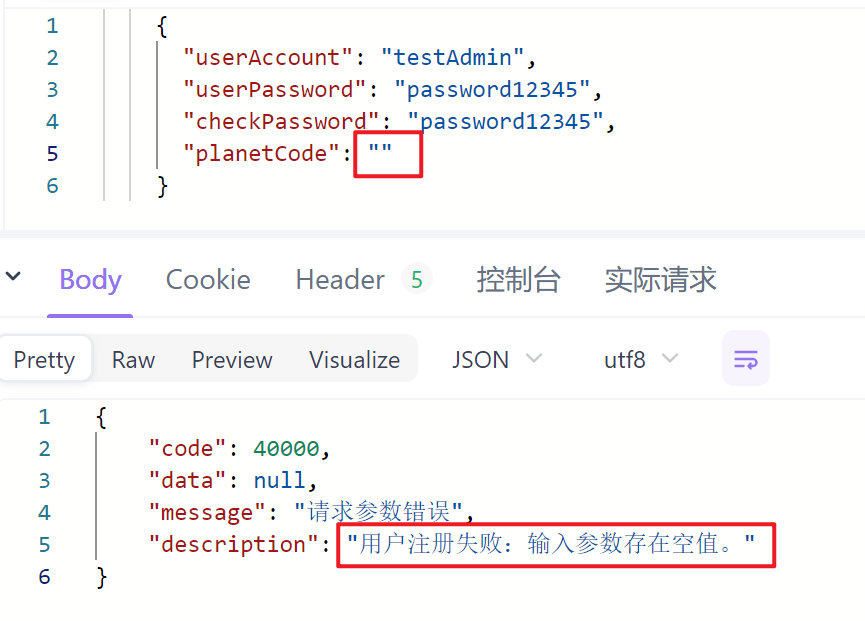 1 {
2 "userAccount": "testAdmin",
3 "userPassword": "password12345",
4 "checkPassword": "password12345",
5 "planetCode": ""
6 }
Body Cookie Header 5 控制台 实际请求
Pretty Raw Preview Visualize JSON utf8
1 {
2 "code": 40000,
3 "data": null,
4 "message": "请求参数错误",
5 "description": "用户注册失败：输入参数存在空值。"
6 }